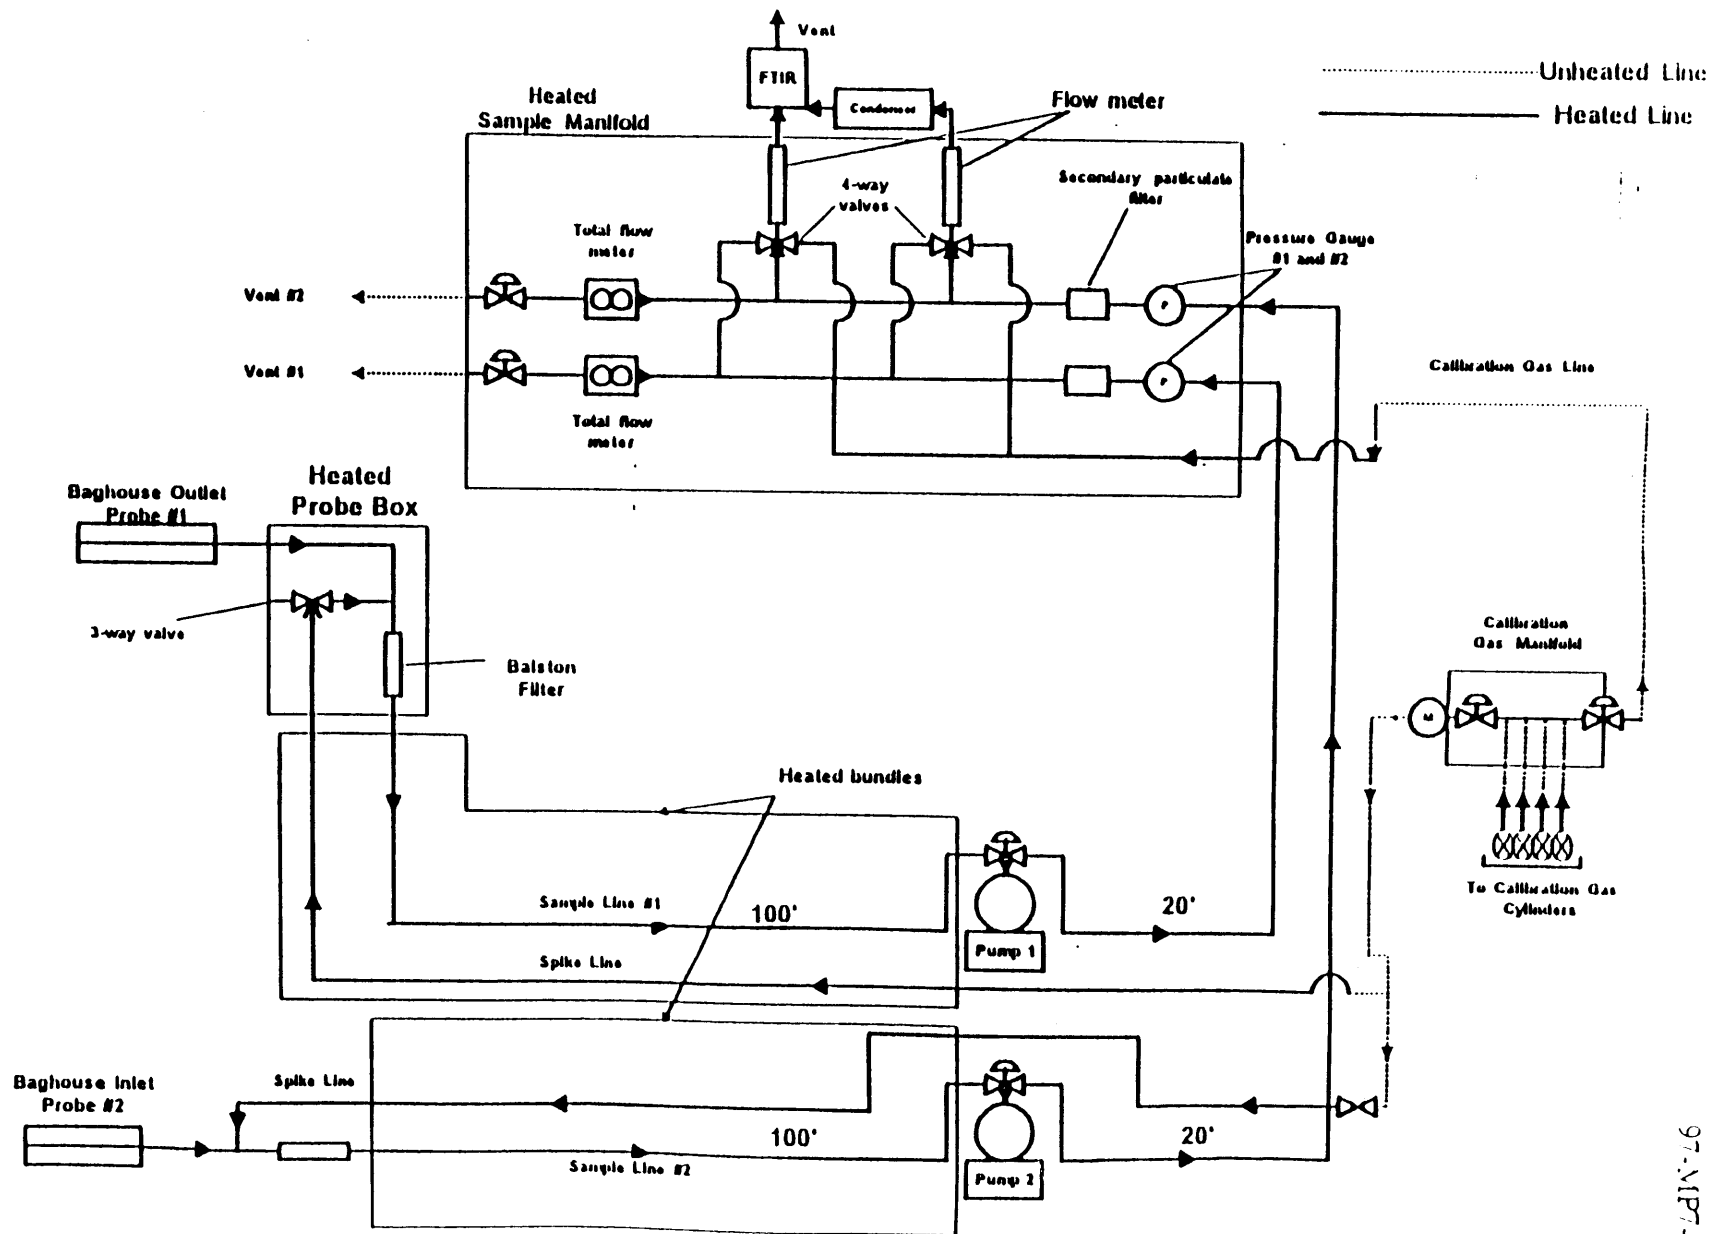 Vent
FTIR
Condenser
Flow meter
Unheated Line
Heated Line
Heated
Sample Manifold
4-way
valves
Secondary particulate
filter
Total flow
meter
Pressure Gauge
#1 and #2
Vent #2
P
Vent #1
P
Total flow
meter
Calibration Gas Line
Heated
Probe Box
Baghouse Outlet
Probe #1
3-way valve
Balston
Filter
Calibration
Gas Manifold
M
Heated bundles
To Calibration Gas
Cylinders
Sample Line #1
100'
20'
Pump 1
Spike Line
Baghouse Inlet
Probe #2
Spike Line
100'
20'
Sample Line #2
Pump 2
97-MP7-